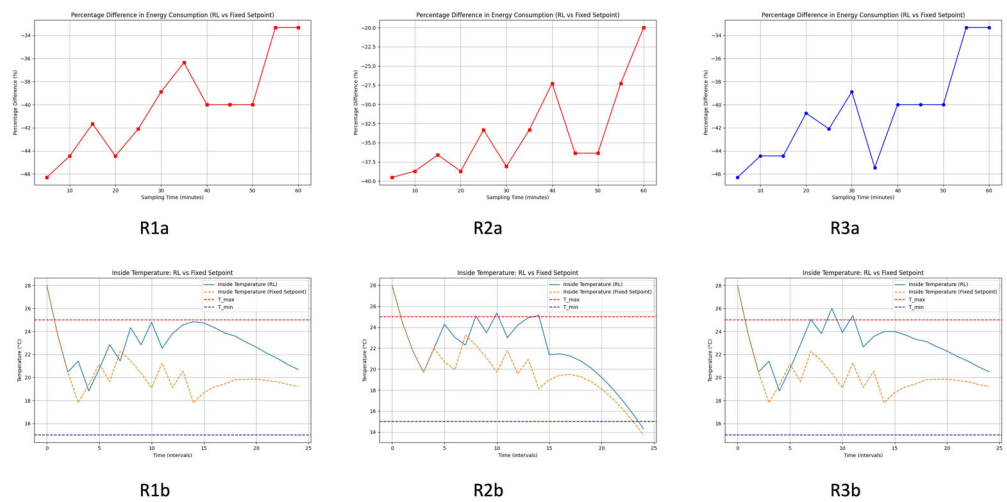 Percentage Difference in Energy Consumption (RL vs Fixed Setpoint)
Percentage Difference in Energy Consumption (RL vs Fixed Setpoint)
Percentage Difference in Energy Consumption (RL vs Fixed Setpoint)
Percentage Difference (%)
-34
-36
-38
-40
-42
-44
-46
10 20 30 40 50 60
Sampling Time (minutes)
Percentage Difference (%)
-20.0
-22.5
-25.0
-27.5
-30.0
-32.5
-35.0
-37.5
-40.0
10 20 30 40 50 60
Sampling Time (minutes)
Percentage Difference (%)
-34
-36
-38
-40
-42
-44
-46
10 20 30 40 50 60
Sampling Time (minutes)
R1a
R2a
R3a
Inside Temperature: RL vs Fixed Setpoint
Inside Temperature (RL)
Inside Temperature (Fixed Setpoint)
T_max
T_min
Temperature (°C)
28
26
24
22
20
18
16
0 5 10 15 20 25
Time (intervals)
Inside Temperature: RL vs Fixed Setpoint
Inside Temperature (RL)
Inside Temperature (Fixed Setpoint)
T_max
T_min
Temperature (°C)
28
26
24
22
20
18
16
14
0 5 10 15 20 25
Time (intervals)
Inside Temperature: RL vs Fixed Setpoint
Inside Temperature (RL)
Inside Temperature (Fixed Setpoint)
T_max
T_min
Temperature (°C)
28
26
24
22
20
18
16
0 5 10 15 20 25
Time (intervals)
R1b
R2b
R3b